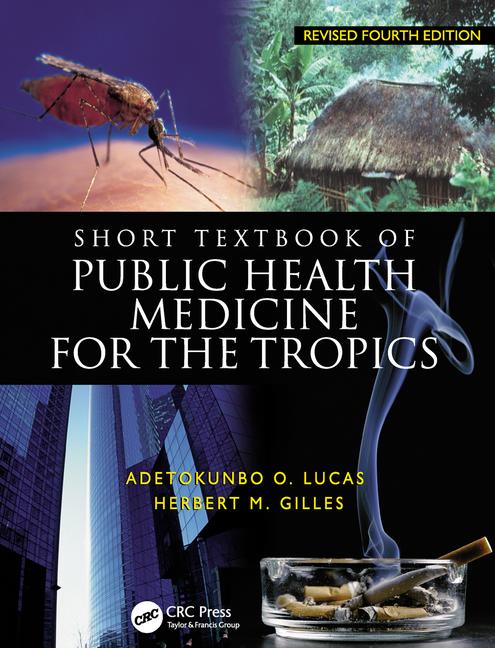 REVISED FOURTH EDITION
SHORT TEXTBOOK OF
PUBLIC HEALTH
MEDICINE
FOR THE TROPICS
ADETOKUNBO O. LUCAS
HERBERT M. GILLES
CRC
CRC Press
Taylor & Francis Group